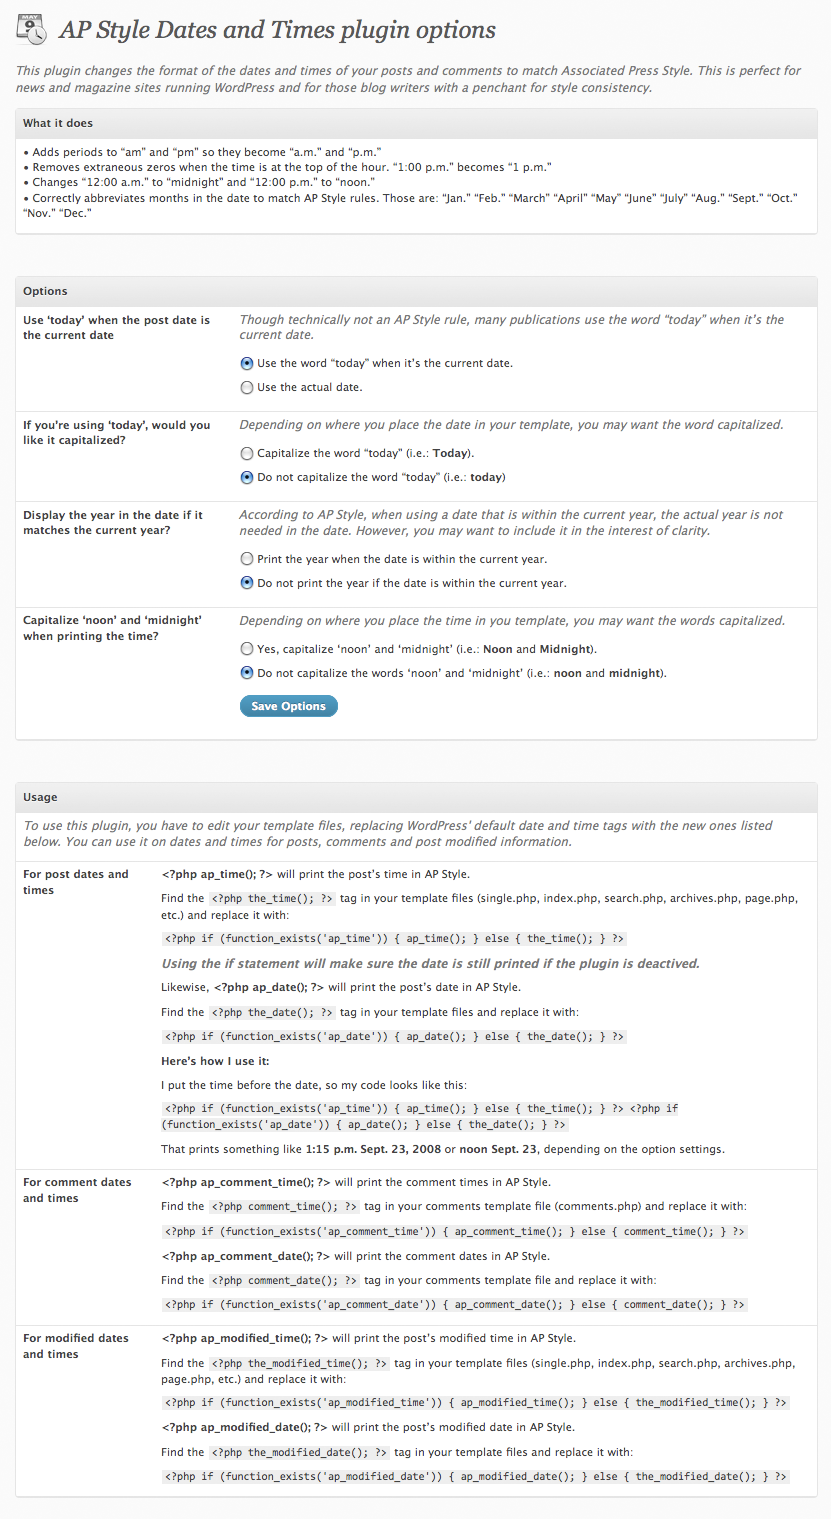 MAY
9
AP Style Dates and Times plugin options
This plugin changes the format of the dates and times of your posts and comments to match Associated Press Style. This is perfect for
news and magazine sites running WordPress and for those blog writers with a penchant for style consistency.
What it does
• Adds periods to “am” and “pm” so they become “a.m.” and “p.m.”
• Removes extraneous zeros when the time is at the top of the hour. “1:00 p.m.” becomes “1 p.m.”
• Changes “12:00 a.m.” to “midnight” and “12:00 p.m.” to “noon.”
• Correctly abbreviates months in the date to match AP Style rules. Those are: “Jan.” “Feb.” “March” “April” “May” “June” “July” “Aug.” “Sept.” “Oct.”
“Nov.” “Dec.”
Options
Use ‘today’ when the post date is
the current date
Though technically not an AP Style rule, many publications use the word “today” when it’s the
current date.
Use the word “today” when it’s the current date.
Use the actual date.
If you’re using ‘today’, would you
like it capitalized?
Depending on where you place the date in your template, you may want the word capitalized.
Capitalize the word “today” (i.e.: Today).
Do not capitalize the word “today” (i.e.: today)
Display the year in the date if it
matches the current year?
According to AP Style, when using a date that is within the current year, the actual year is not
needed in the date. However, you may want to include it in the interest of clarity.
Print the year when the date is within the current year.
Do not print the year if the date is within the current year.
Capitalize ‘noon’ and ‘midnight’
when printing the time?
Depending on where you place the time in you template, you may want the words capitalized.
Yes, capitalize ‘noon’ and ‘midnight’ (i.e.: Noon and Midnight).
Do not capitalize the words ‘noon’ and ‘midnight’ (i.e.: noon and midnight).
Save Options
Usage
To use this plugin, you have to edit your template files, replacing WordPress' default date and time tags with the new ones listed
below. You can use it on dates and times for posts, comments and post modified information.
For post dates and
times
<?php ap_time(); ?> will print the post’s time in AP Style.
Find the <?php the_time(); ?> tag in your template files (single.php, index.php, search.php, archives.php, page.php,
etc.) and replace it with:
<?php if (function_exists('ap_time')) { ap_time(); } else { the_time(); } ?>
Using the if statement will make sure the date is still printed if the plugin is deactived.
Likewise, <?php ap_date(); ?> will print the post’s date in AP Style.
Find the <?php the_date(); ?> tag in your template files and replace it with:
<?php if (function_exists('ap_date')) { ap_date(); } else { the_date(); } ?>
Here’s how I use it:
I put the time before the date, so my code looks like this:
<?php if (function_exists('ap_time')) { ap_time(); } else { the_time(); } ?> <?php if
(function_exists('ap_date')) { ap_date(); } else { the_date(); } ?>
That prints something like 1:15 p.m. Sept. 23, 2008 or noon Sept. 23, depending on the option settings.
For comment dates
and times
<?php ap_comment_time(); ?> will print the comment times in AP Style.
Find the <?php comment_time(); ?> tag in your comments template file (comments.php) and replace it with:
<?php if (function_exists('ap_comment_time')) { ap_comment_time(); } else { comment_time(); } ?>
<?php ap_comment_date(); ?> will print the comment dates in AP Style.
Find the <?php comment_date(); ?> tag in your comments template file and replace it with:
<?php if (function_exists('ap_comment_date')) { ap_comment_date(); } else { comment_date(); } ?>
For modified dates
and times
<?php ap_modified_time(); ?> will print the post’s modified time in AP Style.
Find the <?php the_modified_time(); ?> tag in your template files (single.php, index.php, search.php, archives.php,
page.php, etc.) and replace it with:
<?php if (function_exists('ap_modified_time')) { ap_modified_time(); } else { the_modified_time(); } ?>
<?php ap_modified_date(); ?> will print the post’s modified date in AP Style.
Find the <?php the_modified_date(); ?> tag in your template files and replace it with:
<?php if (function_exists('ap_modified_date')) { ap_modified_date(); } else { the_modified_date(); } ?>